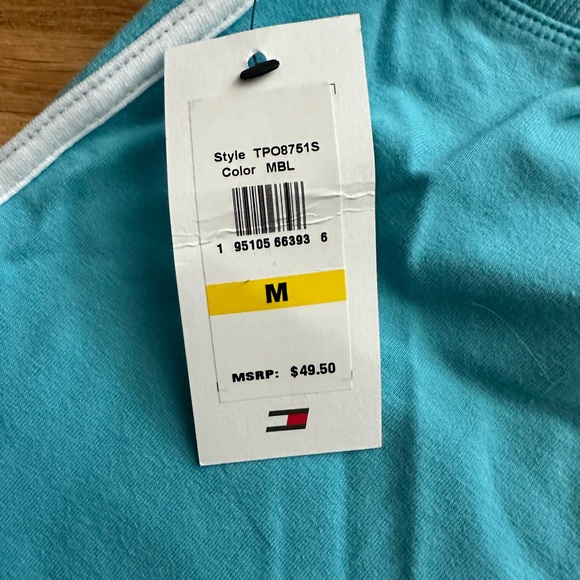 Style TPO8751S
Color MBL
1 95105 66393 6
M
MSRP: $49.50